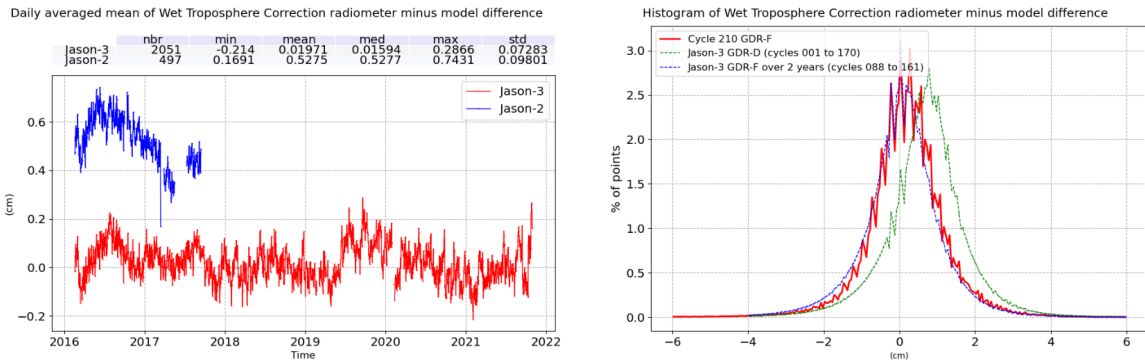 Daily averaged mean of Wet Troposphere Correction radiometer minus model difference
nbr min mean med max std
Jason-3 2051 -0.214 0.01971 0.01594 0.2866 0.07283
Jason-2 497 0.1691 0.5275 0.5277 0.7431 0.09801
Jason-3
Jason-2
0.6
0.4
0.2
0.0
−0.2
(cm)
2016 2017 2018 2019 2020 2021 2022
Time
Histogram of Wet Troposphere Correction radiometer minus model difference
Cycle 210 GDR-F
Jason-3 GDR-D (cycles 001 to 170)
Jason-3 GDR-F over 2 years (cycles 088 to 161)
3.0
2.5
2.0
1.5
1.0
0.5
0.0
% of points
−6 −4 −2 0 2 4 6
(cm)